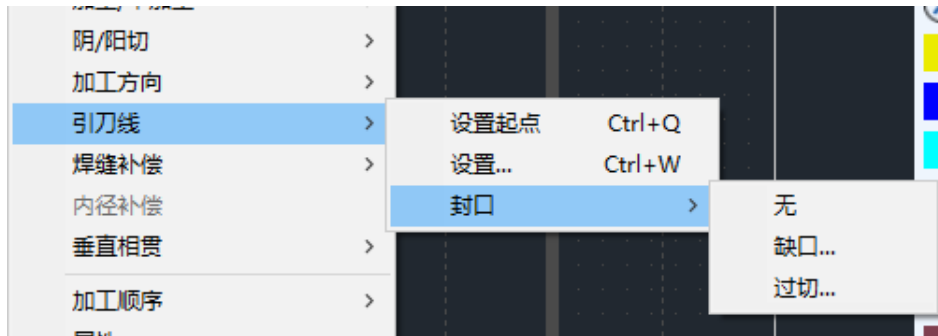 阴/阳切
加工方向
引刀线
设置起点 Ctrl+Q
焊缝补偿
设置... Ctrl+W
内径补偿
封口
无
垂直相贯
缺口...
过切...
加工顺序